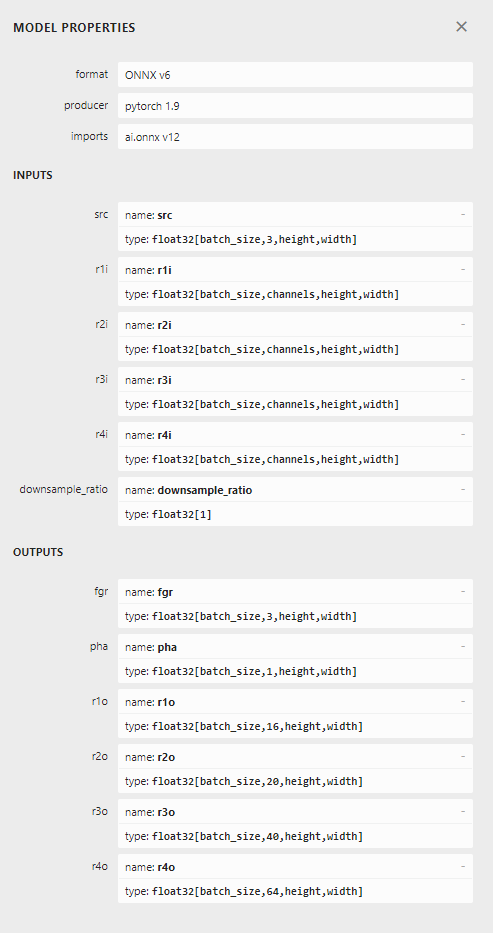 MODEL PROPERTIES ×
format ONNX v6
producer pytorch 1.9
imports ai.onnx v12
INPUTS
src name: src -
type: float32[batch_size,3,height,width]
r1i name: r1i -
type: float32[batch_size,channels,height,width]
r2i name: r2i -
type: float32[batch_size,channels,height,width]
r3i name: r3i -
type: float32[batch_size,channels,height,width]
r4i name: r4i -
type: float32[batch_size,channels,height,width]
downsample_ratio name: downsample_ratio -
type: float32[1]
OUTPUTS
fgr name: fgr -
type: float32[batch_size,3,height,width]
pha name: pha -
type: float32[batch_size,1,height,width]
r1o name: r1o -
type: float32[batch_size,16,height,width]
r2o name: r2o -
type: float32[batch_size,20,height,width]
r3o name: r3o -
type: float32[batch_size,40,height,width]
r4o name: r4o -
type: float32[batch_size,64,height,width]